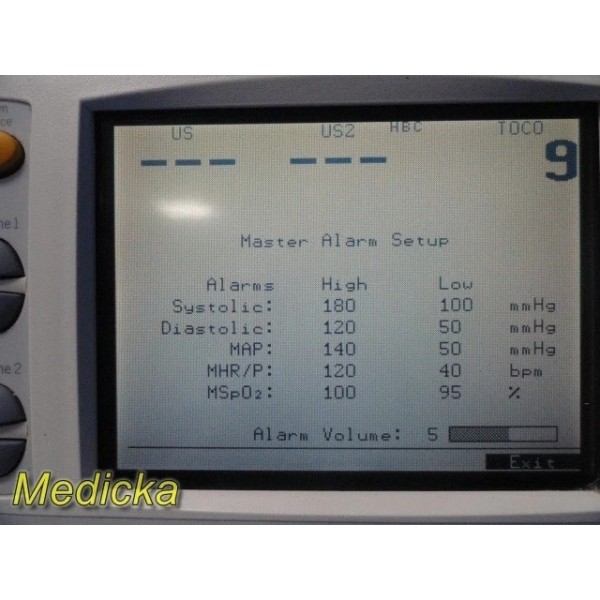 US US2 HBC TOCO
--- --- 9
Master Alarm Setup
Alarms High Low
Systolic: 180 100 mmHg
Diastolic: 120 50 mmHg
MAP: 140 50 mmHg
MHR/P: 120 40 bpm
MSpO₂: 100 95 %
Alarm Volume: 5
Exit
Medicka